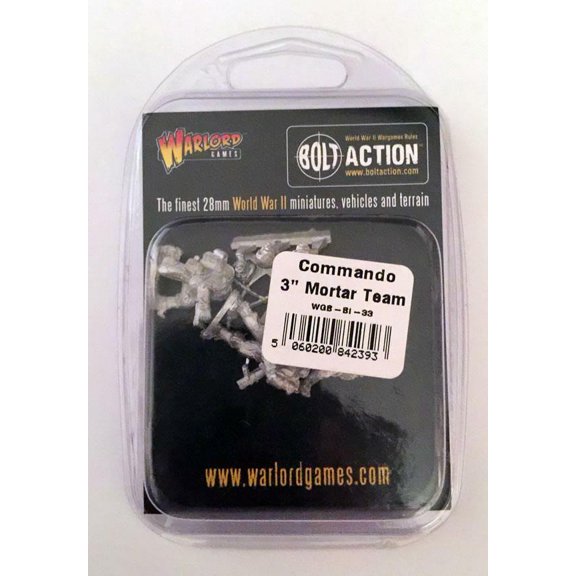 WARLORD
GAMES
World War II Wargames Rules
BOLT ACTION
www.boltaction.com
The finest 28mm World War II miniatures, vehicles and terrain
Commando
3" Mortar Team
WGB-BI-33
5 060200 842393
www.warlordgames.com